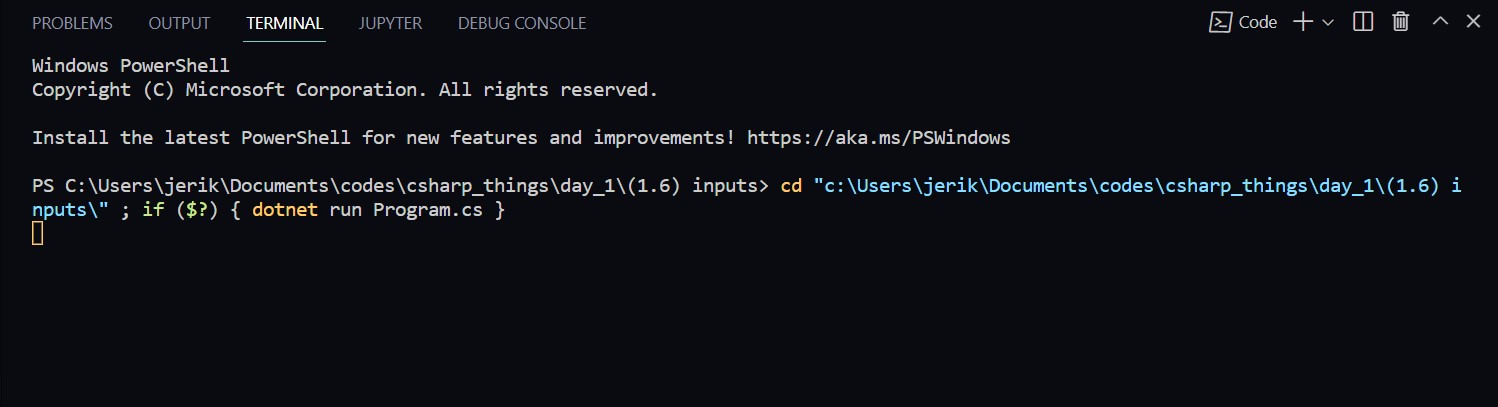 PROBLEMS OUTPUT TERMINAL JUPYTER DEBUG CONSOLE Code
Windows PowerShell
Copyright (C) Microsoft Corporation. All rights reserved.
Install the latest PowerShell for new features and improvements! https://aka.ms/PSWindows
PS C:\Users\jerik\Documents\codes\csharp_things\day_1\(1.6) inputs> cd "c:\Users\jerik\Documents\codes\csharp_things\day_1\(1.6) i
nputs\" ; if ($?) { dotnet run Program.cs }